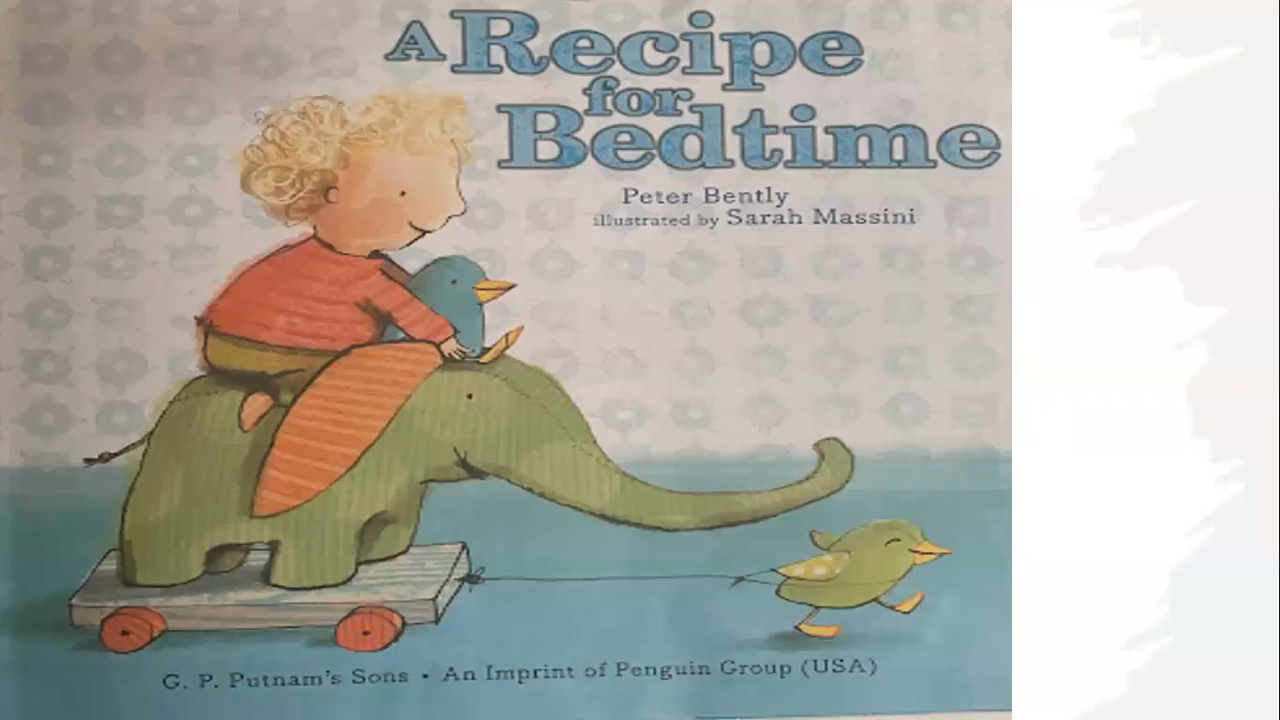 A Recipe
for
Bedtime
Peter Bently
illustrated by Sarah Massini
G. P. Putnam's Sons • An Imprint of Penguin Group (USA)